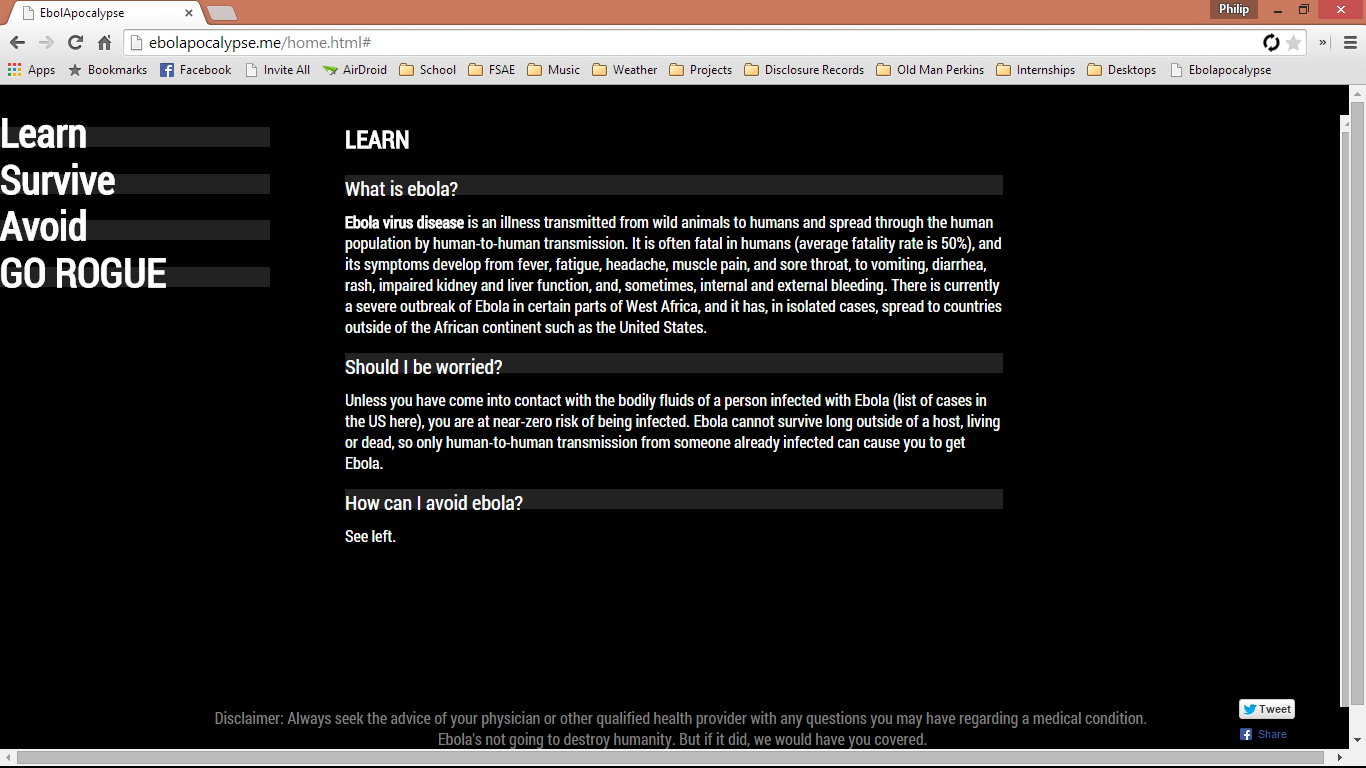 EbolApocalypse
Philip
ebolapocalypse.me/home.html#
Apps Bookmarks Facebook Invite All AirDroid School FSAE Music Weather Projects Disclosure Records Old Man Perkins Internships Desktops Ebolapocalypse
Learn
Survive
Avoid
GO ROGUE
LEARN
What is ebola?
Ebola virus disease is an illness transmitted from wild animals to humans and spread through the human
population by human-to-human transmission. It is often fatal in humans (average fatality rate is 50%), and
its symptoms develop from fever, fatigue, headache, muscle pain, and sore throat, to vomiting, diarrhea,
rash, impaired kidney and liver function, and, sometimes, internal and external bleeding. There is currently
a severe outbreak of Ebola in certain parts of West Africa, and it has, in isolated cases, spread to countries
outside of the African continent such as the United States.
Should I be worried?
Unless you have come into contact with the bodily fluids of a person infected with Ebola (list of cases in
the US here), you are at near-zero risk of being infected. Ebola cannot survive long outside of a host, living
or dead, so only human-to-human transmission from someone already infected can cause you to get
Ebola.
How can I avoid ebola?
See left.
Disclaimer: Always seek the advice of your physician or other qualified health provider with any questions you may have regarding a medical condition.
Ebola's not going to destroy humanity. But if it did, we would have you covered.
Tweet
Share